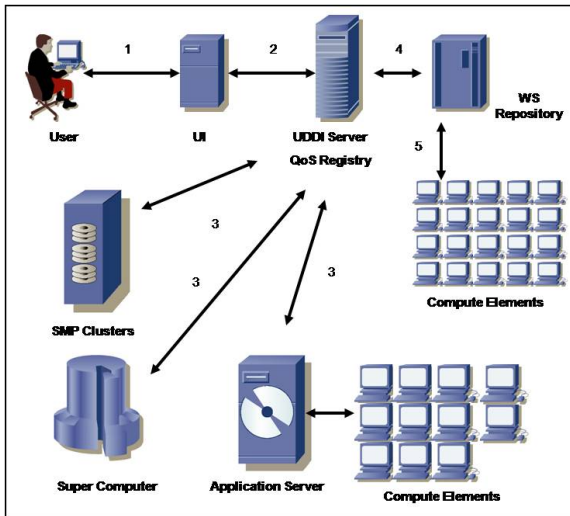 1
2
4
User
UI
UDDI Server
QoS Registry
WS
Repository
5
3
3
3
SMP Clusters
Compute Elements
Super Computer
Application Server
Compute Elements